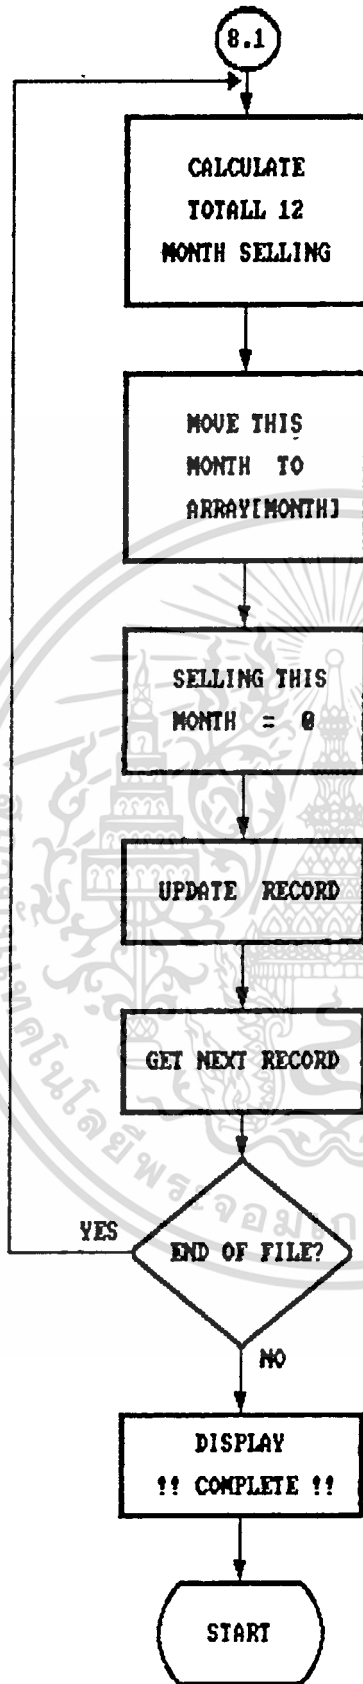 8.1
CALCULATE
TOTALL 12
MONTH SELLING
MOVE THIS
MONTH TO
ARRAY[MONTH]
SELLING THIS
MONTH = 0
UPDATE RECORD
GET NEXT RECORD
END OF FILE?
YES
NO
DISPLAY
!! COMPLETE !!
START